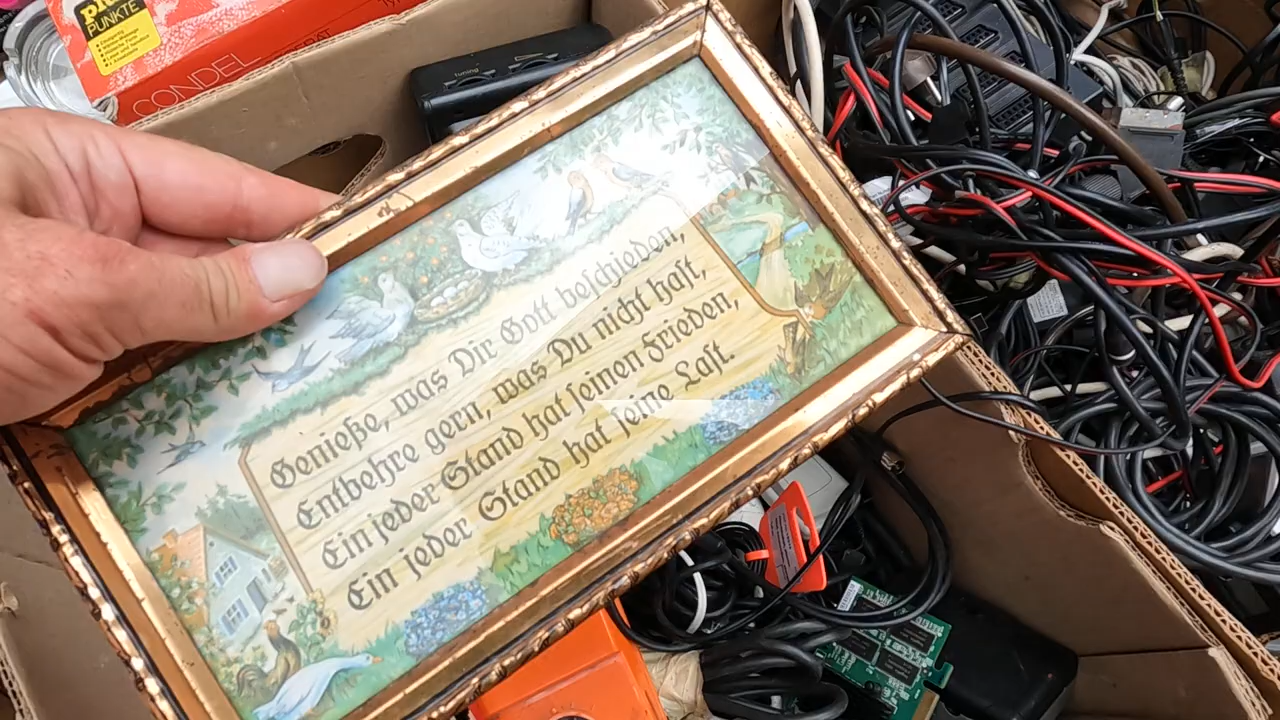 PUNKTE
CONDEL
tuning
Genieße, was Dir Gott beschieden,
Entbehre gern, was Du nicht hast,
Ein jeder Stand hat seinen Frieden,
Ein jeder Stand hat seine Last.